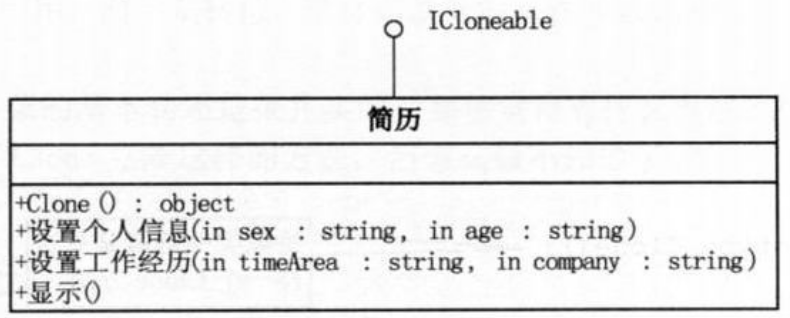 ICloneable
简历
+Clone() : object
+设置个人信息(in sex : string, in age : string)
+设置工作经历(in timeArea : string, in company : string)
+显示()